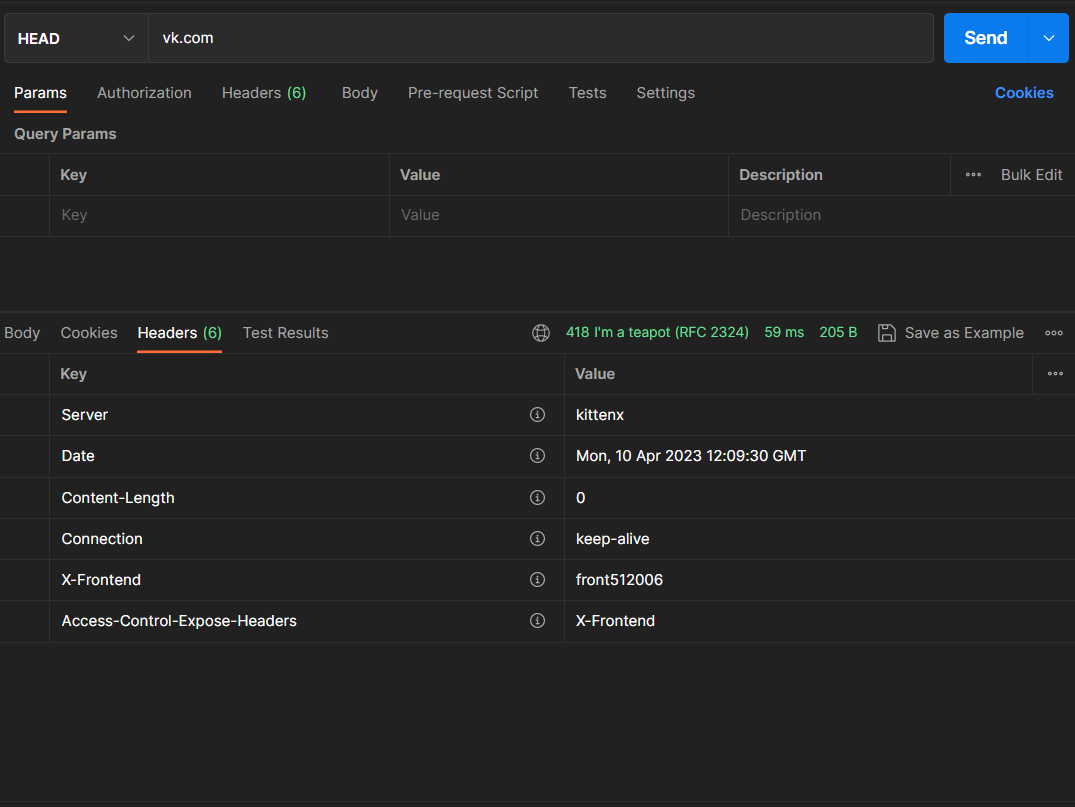 HEAD vk.com Send
Params Authorization Headers (6) Body Pre-request Script Tests Settings Cookies
Query Params
Key Value Description Bulk Edit
Key Value Description
Body Cookies Headers (6) Test Results 418 I'm a teapot (RFC 2324) 59 ms 205 B Save as Example
Key Value
Server kittenx
Date Mon, 10 Apr 2023 12:09:30 GMT
Content-Length 0
Connection keep-alive
X-Frontend front512006
Access-Control-Expose-Headers X-Frontend